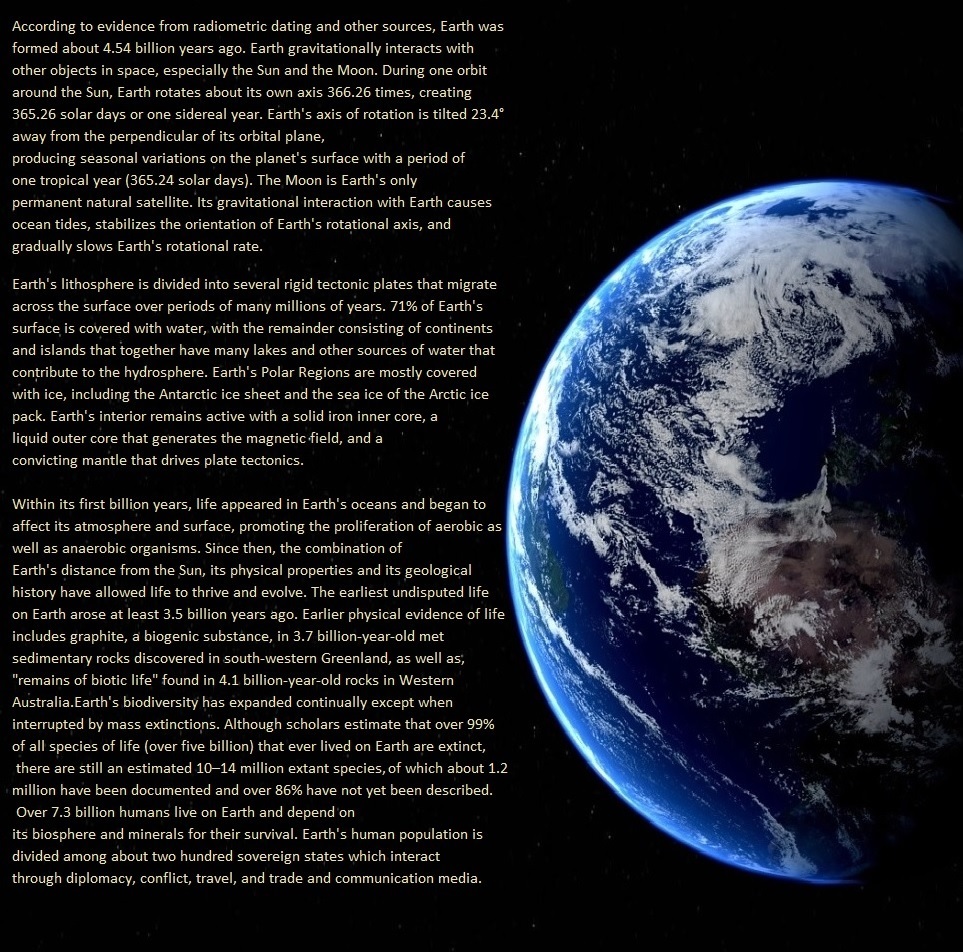 According to evidence from radiometric dating and other sources, Earth was
formed about 4.54 billion years ago. Earth gravitationally interacts with
other objects in space, especially the Sun and the Moon. During one orbit
around the Sun, Earth rotates about its own axis 366.26 times, creating
365.26 solar days or one sidereal year. Earth's axis of rotation is tilted 23.4°
away from the perpendicular of its orbital plane,
producing seasonal variations on the planet's surface with a period of
one tropical year (365.24 solar days). The Moon is Earth's only
permanent natural satellite. Its gravitational interaction with Earth causes
ocean tides, stabilizes the orientation of Earth's rotational axis, and
gradually slows Earth's rotational rate.
Earth's lithosphere is divided into several rigid tectonic plates that migrate
across the surface over periods of many millions of years. 71% of Earth's
surface is covered with water, with the remainder consisting of continents
and islands that together have many lakes and other sources of water that
contribute to the hydrosphere. Earth's Polar Regions are mostly covered
with ice, including the Antarctic ice sheet and the sea ice of the Arctic ice
pack. Earth's interior remains active with a solid iron inner core, a
liquid outer core that generates the magnetic field, and a
convicting mantle that drives plate tectonics.
Within its first billion years, life appeared in Earth's oceans and began to
affect its atmosphere and surface, promoting the proliferation of aerobic as
well as anaerobic organisms. Since then, the combination of
Earth's distance from the Sun, its physical properties and its geological
history have allowed life to thrive and evolve. The earliest undisputed life
on Earth arose at least 3.5 billion years ago. Earlier physical evidence of life
includes graphite, a biogenic substance, in 3.7 billion-year-old met
sedimentary rocks discovered in south-western Greenland, as well as,
"remains of biotic life" found in 4.1 billion-year-old rocks in Western
Australia.Earth's biodiversity has expanded continually except when
interrupted by mass extinctions. Although scholars estimate that over 99%
of all species of life (over five billion) that ever lived on Earth are extinct,
there are still an estimated 10–14 million extant species, of which about 1.2
million have been documented and over 86% have not yet been described.
Over 7.3 billion humans live on Earth and depend on
its biosphere and minerals for their survival. Earth's human population is
divided among about two hundred sovereign states which interact
through diplomacy, conflict, travel, and trade and communication media.